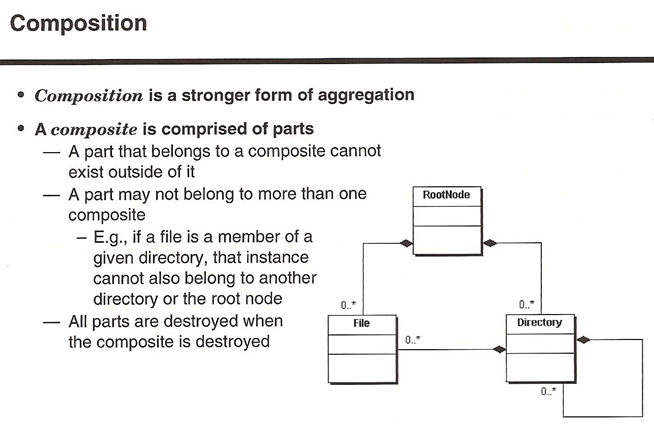 Composition
• Composition is a stronger form of aggregation
• A composite is comprised of parts
— A part that belongs to a composite cannot
exist outside of it
— A part may not belong to more than one
composite
– E.g., if a file is a member of a
given directory, that instance
cannot also belong to another
directory or the root node
— All parts are destroyed when
the composite is destroyed
RootNode
0..*
0..*
File
Directory
0..*
0..*